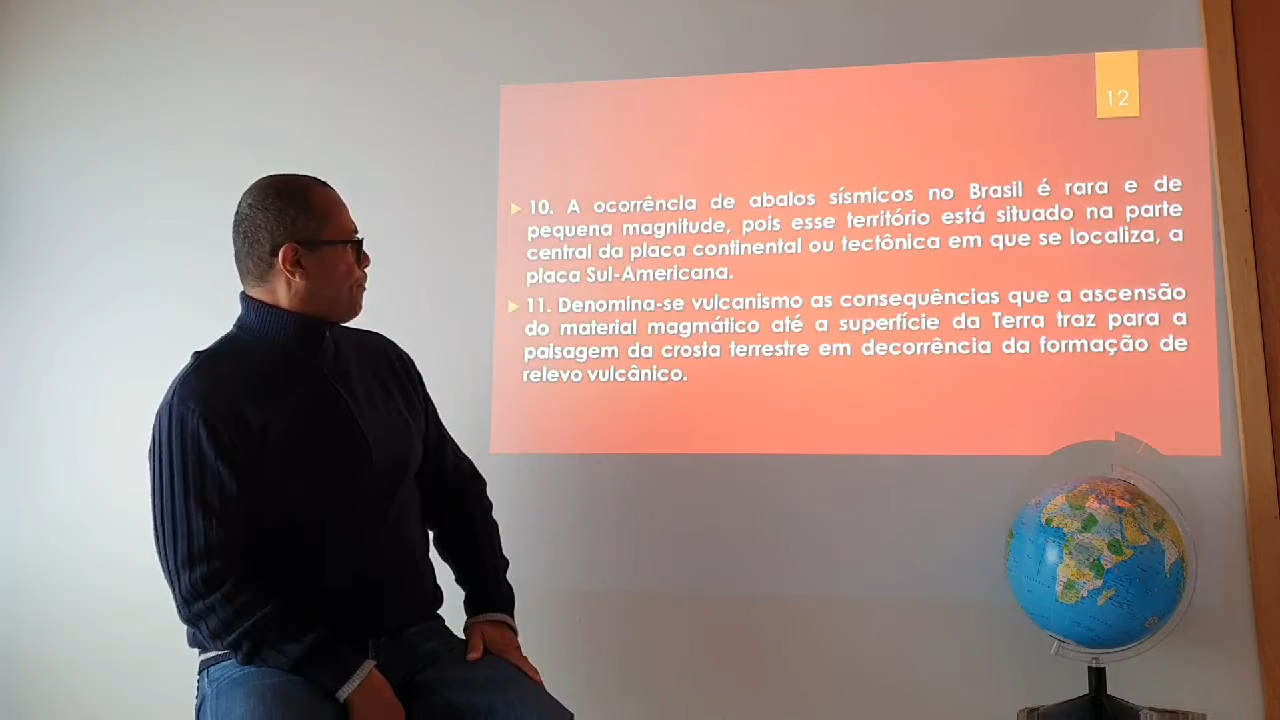 12
10. A ocorrência de abalos sísmicos no Brasil é rara e de
pequena magnitude, pois esse território está situado na parte
central da placa continental ou tectônica em que se localiza, a
placa Sul-Americana.
11. Denomina-se vulcanismo as consequências que a ascensão
do material magmático até a superfície da Terra traz para a
paisagem da crosta terrestre em decorrência da formação de
relevo vulcânico.